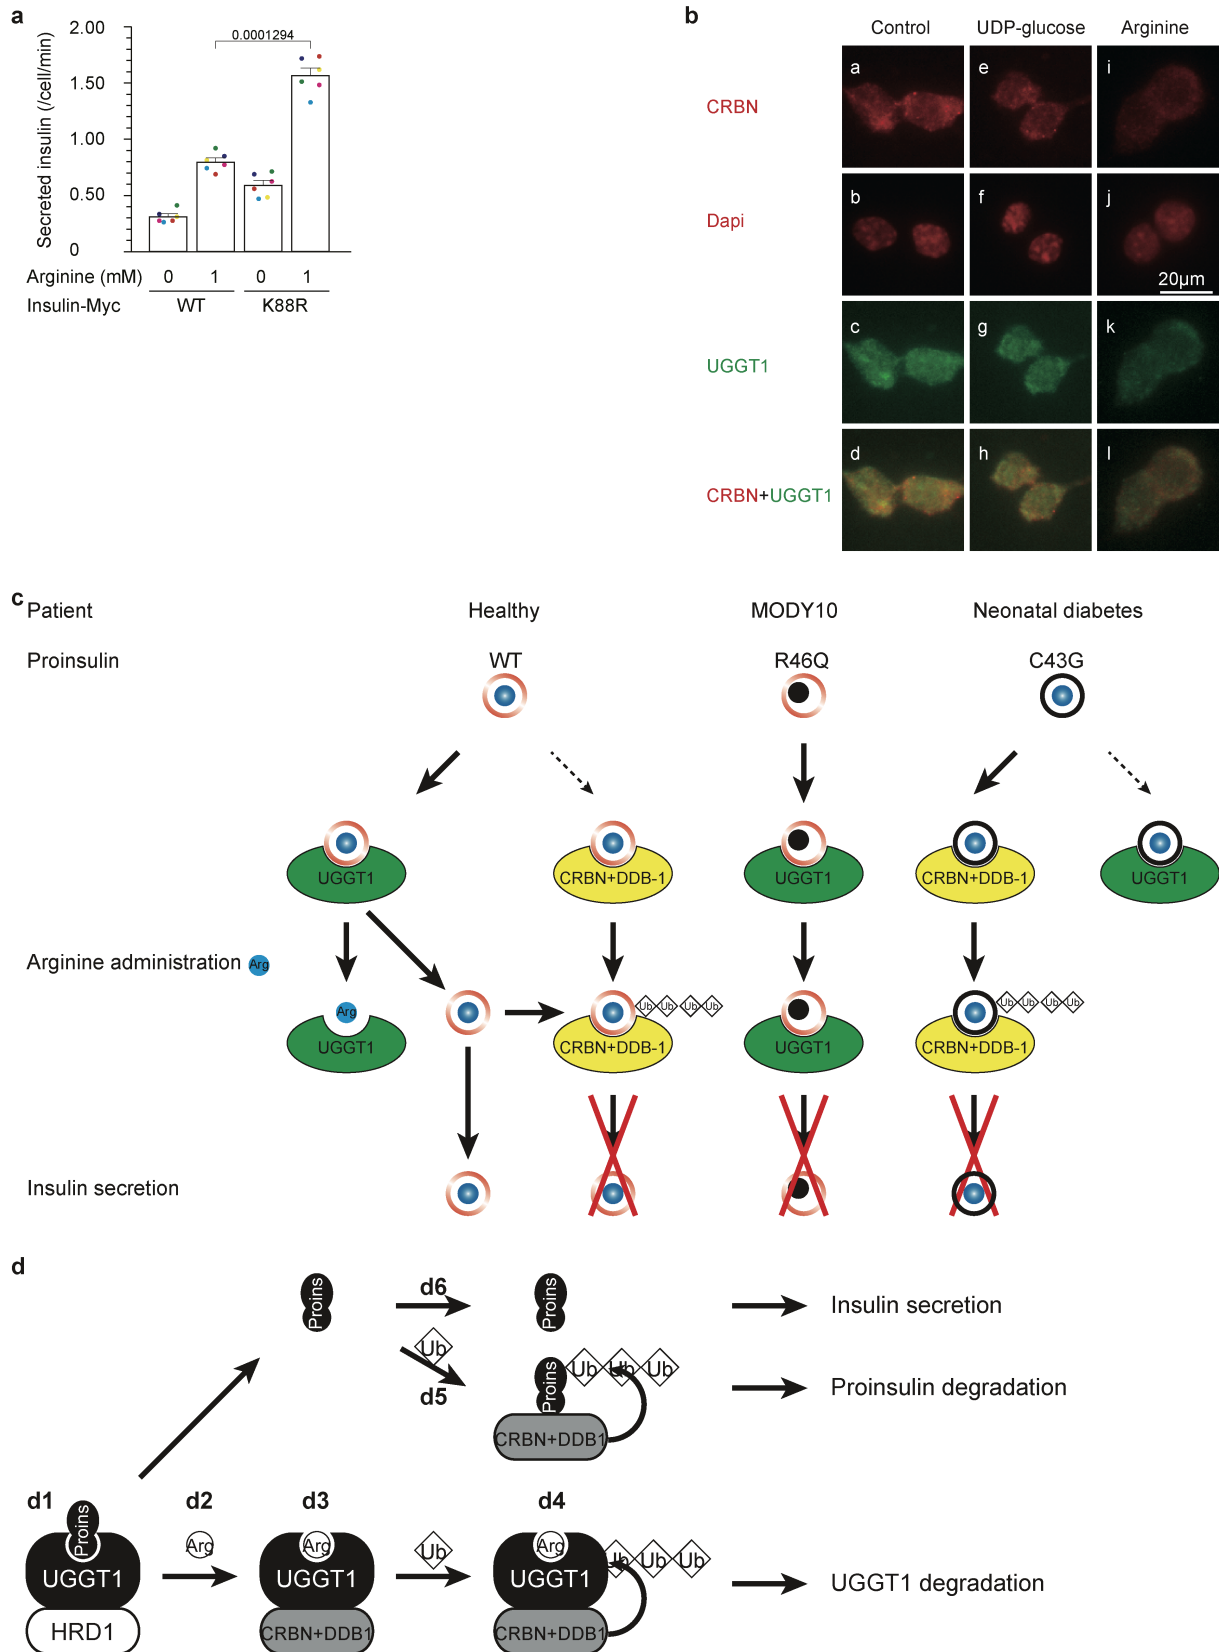 a
2.00
1.50
1.00
0.50
0
Secreted insulin (/cell/min)
0.0001294
Arginine (mM) 0 1 0 1
Insulin-Myc WT K88R
b
Control UDP-glucose Arginine
CRBN a e i
Dapi b f j
20µm
UGGT1 c g k
CRBN+UGGT1 d h l
c
Patient Healthy MODY10 Neonatal diabetes
Proinsulin WT R46Q C43G
UGGT1 CRBN+DDB-1 UGGT1 CRBN+DDB-1 UGGT1
Arginine administration Arg
Arg Ub Ub Ub Ub Ub Ub Ub Ub
UGGT1 CRBN+DDB-1 UGGT1 CRBN+DDB-1
Insulin secretion
d
Proins d6 Proins Insulin secretion
Ub
d5 Proins Ub Ub Ub Proinsulin degradation
CRBN+DDB1
d1 Proins d2 d3 d4
Arg Arg Ub Arg Ub Ub Ub
UGGT1 UGGT1 UGGT1 UGGT1 degradation
HRD1 CRBN+DDB1 CRBN+DDB1